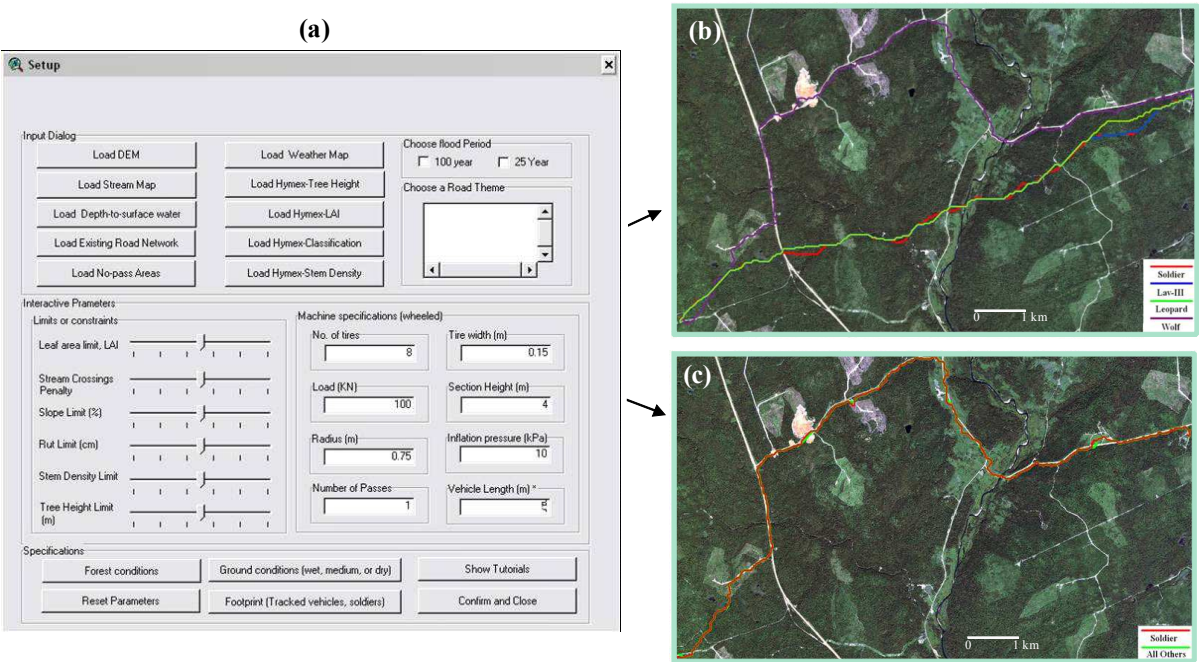 (a)
Setup
Input Dialog
Load DEM
Load Weather Map
Load Stream Map
Load Hymex-Tree Height
Load Depth-to-surface water
Load Hymex-LAI
Load Existing Road Network
Load Hymex-Classification
Load No-pass Areas
Load Hymex-Stem Density
Choose flood Period
100 year
25 Year
Choose a Road Theme
Interactive Prameters
Limits or constraints
Leaf area limit, LAI
Stream Crossings
Penalty
Slope Limit (%)
Rut Limit (cm)
Stem Density Limit
Tree Height Limit
(m)
Machine specifications (wheeled)
No. of tires
8
Tire width (m)
0.15
Load (KN)
100
Section Height (m)
4
Radius (m)
0.75
Inflation pressure (kPa)
10
Number of Passes
1
Vehicle Length (m) *
5
Specifications
Forest conditions
Ground conditions (wet, medium, or dry)
Show Tutorials
Reset Parameters
Footprint (Tracked vehicles, soldiers)
Confirm and Close
(b)
Soldier
Lav-III
Leopard
Wolf
0 1 km
(c)
0 1 km
Soldier
All Others